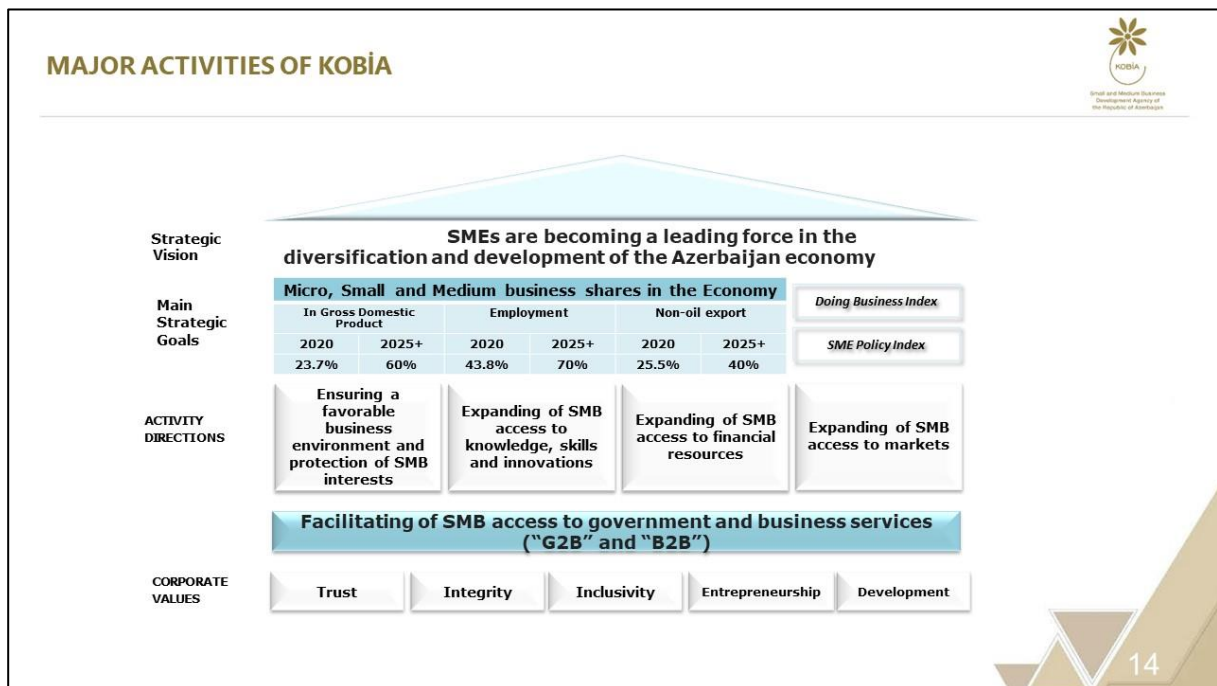 MAJOR ACTIVITIES OF KOBİA
KOBİA
Small and Medium Business
Development Agency of
the Republic of Azerbaijan
Strategic
Vision
SMEs are becoming a leading force in the
diversification and development of the Azerbaijan economy
Main
Strategic
Goals
Micro, Small and Medium business shares in the Economy
In Gross Domestic
Product
Employment
Non-oil export
2020 2025+ 2020 2025+ 2020 2025+
23.7% 60% 43.8% 70% 25.5% 40%
Doing Business Index
SME Policy Index
ACTIVITY
DIRECTIONS
Ensuring a
favorable
business
environment and
protection of SMB
interests
Expanding of SMB
access to
knowledge, skills
and innovations
Expanding of SMB
access to financial
resources
Expanding of SMB
access to markets
Facilitating of SMB access to government and business services
(“G2B” and “B2B”)
CORPORATE
VALUES
Trust
Integrity
Inclusivity
Entrepreneurship
Development
14